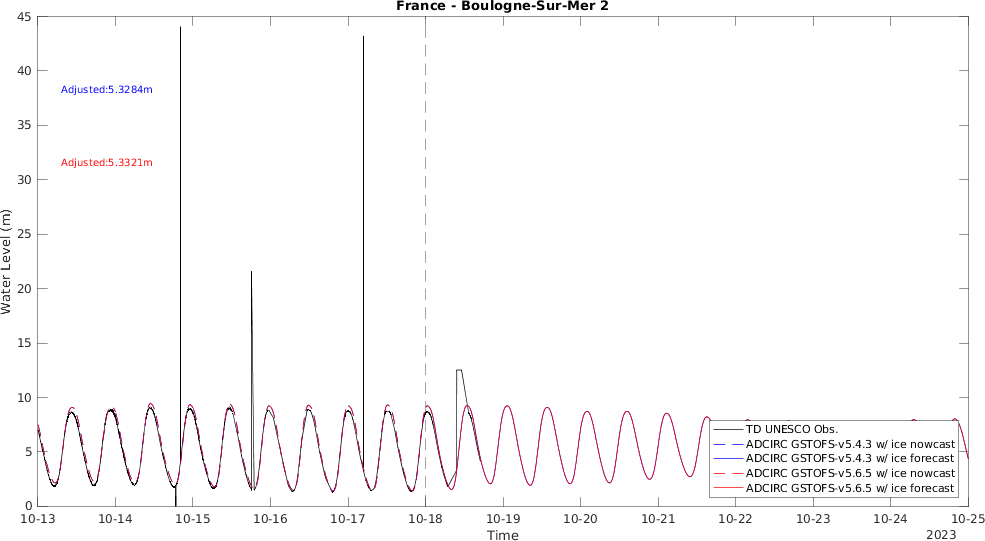 France - Boulogne-Sur-Mer 2
45
40
35
30
25
20
15
10
5
0
Water Level (m)
Adjusted:5.3284m
Adjusted:5.3321m
TD UNESCO Obs.
ADCIRC GSTOFS-v5.4.3 w/ ice nowcast
ADCIRC GSTOFS-v5.4.3 w/ ice forecast
ADCIRC GSTOFS-v5.6.5 w/ ice nowcast
ADCIRC GSTOFS-v5.6.5 w/ ice forecast
10-13 10-14 10-15 10-16 10-17 10-18 10-19 10-20 10-21 10-22 10-23 10-24 10-25
Time
2023